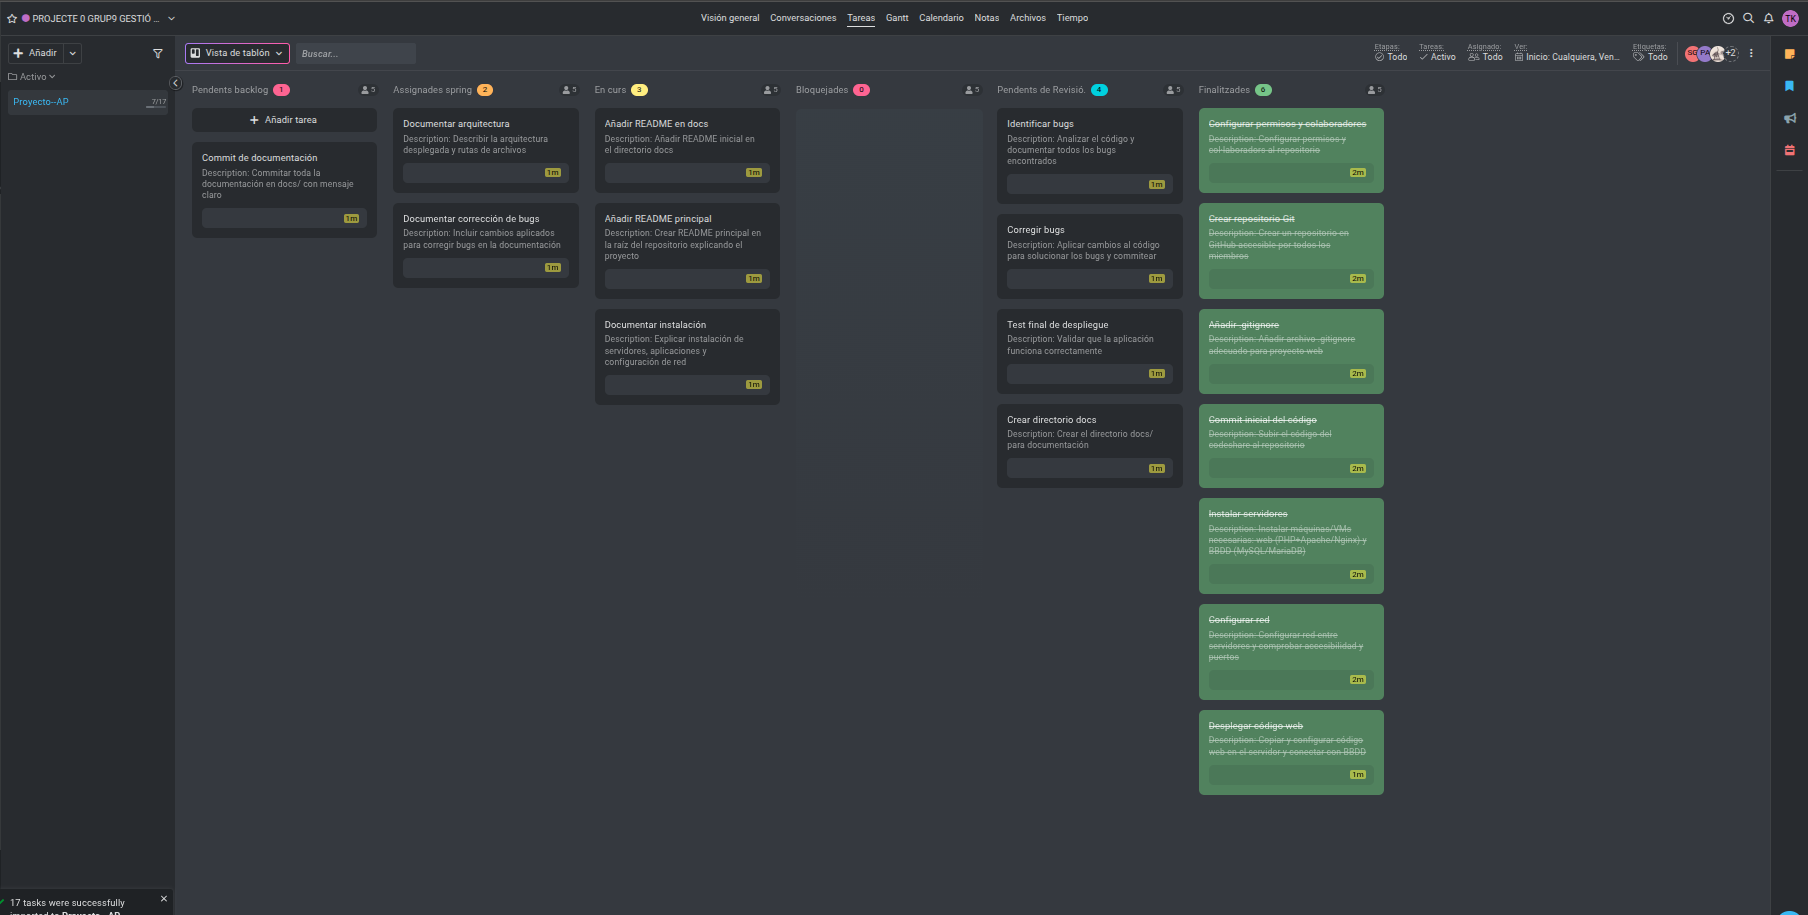 PROJECTE 0 GRUP9 GESTIÓ ...
Visión general
Conversaciones
Tareas
Gantt
Calendario
Notas
Archivos
Tiempo
TK
Añadir
Activo
Proyecto--AP
7/17
Vista de tablón
Buscar...
Etapas:
Todo
Tareas:
Activo
Asignado:
Todo
Ver:
Inicio: Cualquiera, Ven...
Etiquetas:
Todo
SG
PA
+2
Pendents backlog 1
5
Añadir tarea
Commit de documentación
Description: Commitar toda la
documentación en docs/ con mensaje
claro
1m
Assignades spring 2
5
Documentar arquitectura
Description: Describir la arquitectura
desplegada y rutas de archivos
1m
Documentar corrección de bugs
Description: Incluir cambios aplicados
para corregir bugs en la documentación
1m
En curs 3
5
Añadir README en docs
Description: Añadir README inicial en
el directorio docs
1m
Añadir README principal
Description: Crear README principal en
la raíz del repositorio explicando el
proyecto
1m
Documentar instalación
Description: Explicar instalación de
servidores, aplicaciones y
configuración de red
1m
Bloquejades 0
5
Pendents de Revisió. 4
5
Identificar bugs
Description: Analizar el código y
documentar todos los bugs
encontrados
1m
Corregir bugs
Description: Aplicar cambios al código
para solucionar los bugs y commitear
1m
Test final de despliegue
Description: Validar que la aplicación
funciona correctamente
1m
Crear directorio docs
Description: Crear el directorio docs/
para documentación
1m
Finalitzades 6
5
Configurar permisos y colaboradores
Description: Configurar permisos y
col·laboradors al repositorio
2m
Crear repositorio Git
Description: Crear un repositorio en
GitHub accesible por todos los
miembros
2m
Añadir .gitignore
Description: Añadir archivo .gitignore
adecuado para proyecto web
2m
Commit inicial del código
Description: Subir el código del
codeshare al repositorio
2m
Instalar servidores
Description: Instalar máquinas/VMs
necesarias: web (PHP+Apache/Nginx) y
BBDD (MySQL/MariaDB)
2m
Configurar red
Description: Configurar red entre
servidores y comprobar accesibilidad y
puertos
2m
Desplegar código web
Description: Copiar y configurar código
web en el servidor y conectar con BBDD
1m
17 tasks were successfully
imported to Proyecto--AP